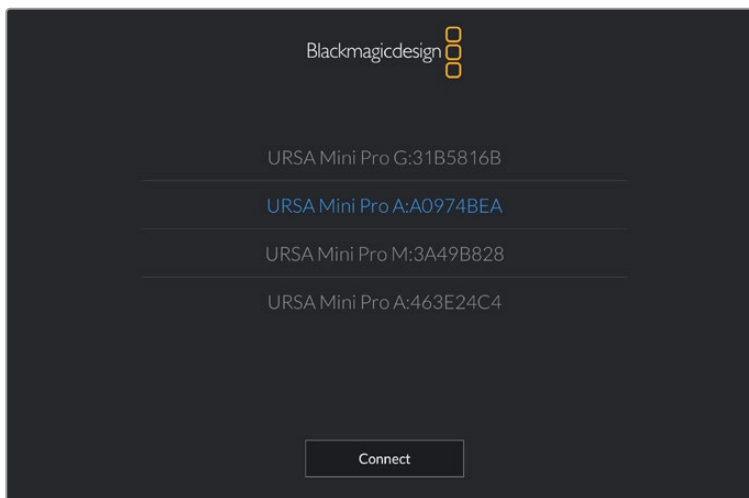 Blackmagicdesign
URSA Mini Pro G:31B5816B
URSA Mini Pro A:A0974BEA
URSA Mini Pro M:3A49B828
URSA Mini Pro A:463E24C4
Connect